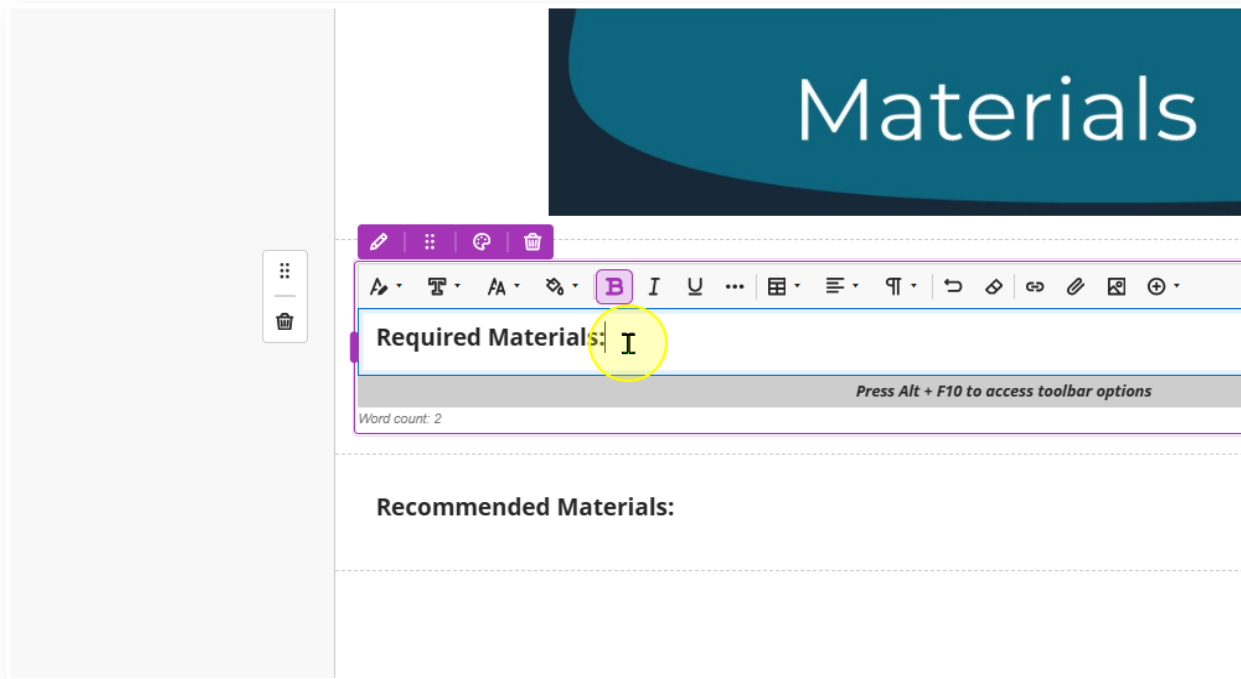 Materials
Required Materials:
Press Alt + F10 to access toolbar options
Word count: 2
Recommended Materials: